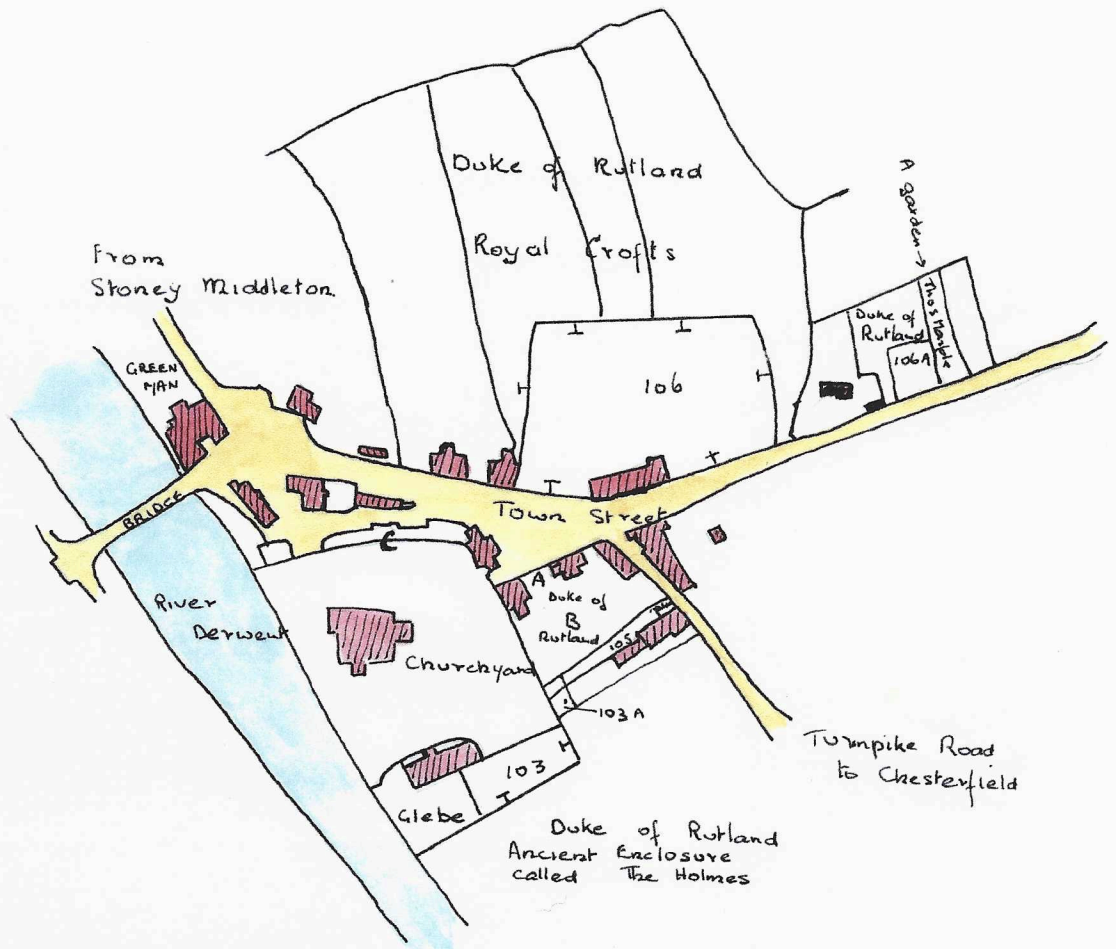 Duke of Rutland
Royal Crofts
A garden →
Thos Marple
Duke of
Rutland
106A
From
Stoney Middleton.
GREEN
MAN
106
BRIDGE
Town Street
River
Derwent
A
Duke of
B
Rutland
105
Churchyard
103A
103
Glebe
Turnpike Road
to Chesterfield
Duke of Rutland
Ancient Enclosure
called The Holmes